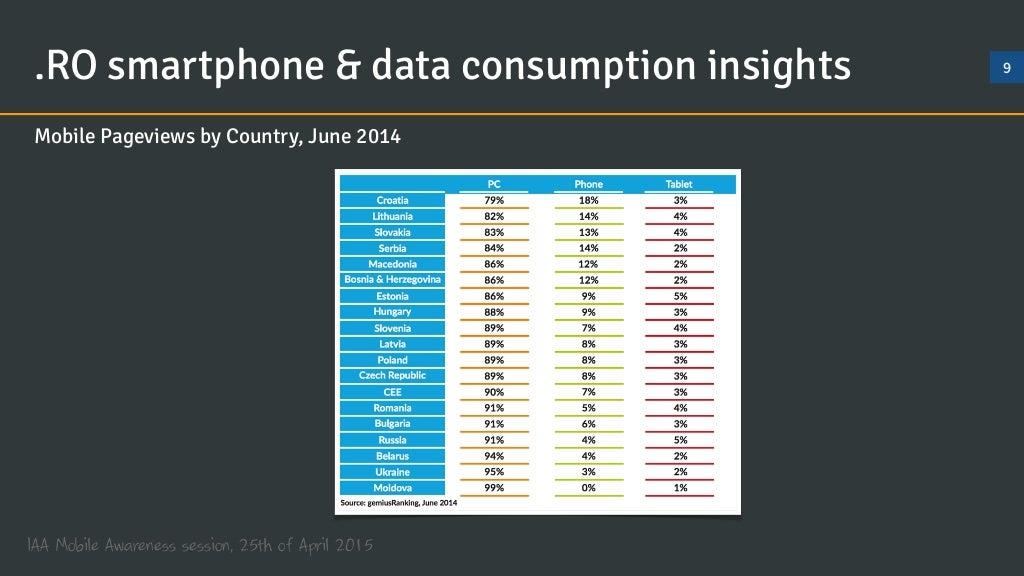 .RO smartphone & data consumption insights
9
Mobile Pageviews by Country, June 2014
PC Phone Tablet
Croatia 79% 18% 3%
Lithuania 82% 14% 4%
Slovakia 83% 13% 4%
Serbia 84% 14% 2%
Macedonia 86% 12% 2%
Bosnia & Herzegovina 86% 12% 2%
Estonia 86% 9% 5%
Hungary 88% 9% 3%
Slovenia 89% 7% 4%
Latvia 89% 8% 3%
Poland 89% 8% 3%
Czech Republic 89% 8% 3%
CEE 90% 7% 3%
Romania 91% 5% 4%
Bulgaria 91% 6% 3%
Russia 91% 4% 5%
Belarus 94% 4% 2%
Ukraine 95% 3% 2%
Moldova 99% 0% 1%
Source: gemiusRanking, June 2014
IAA Mobile Awareness session, 25th of April 2015